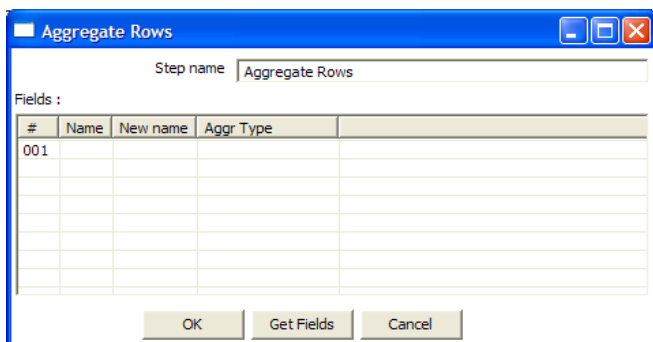 Aggregate Rows
Step name Aggregate Rows
Fields :
# Name New name Aggr Type
001
OK Get Fields Cancel